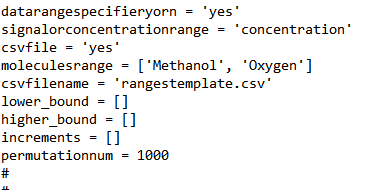 datarangespecifieryorn = 'yes'
signalorconcentrationrange = 'concentration'
csvfile = 'yes'
moleculesrange = ['Methanol', 'Oxygen']
csvfilename = 'rangestemplate.csv'
lower_bound = []
higher_bound = []
increments = []
permutationnum = 1000
#
#